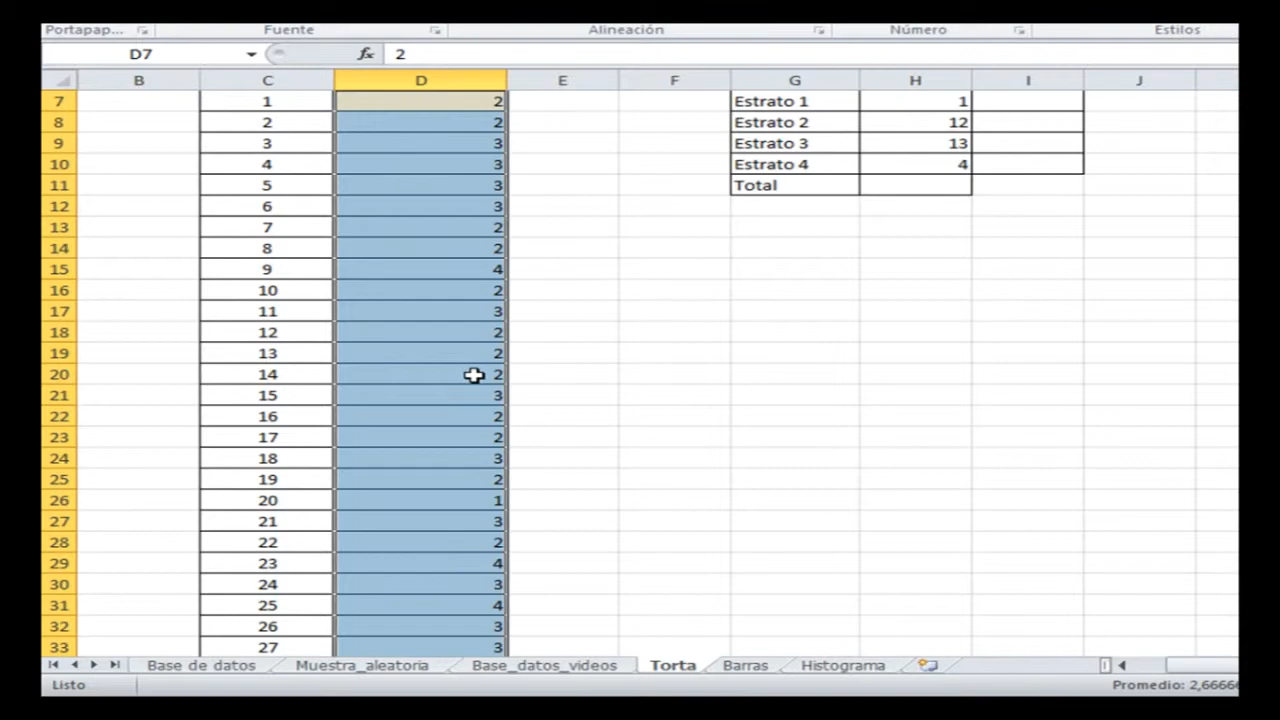 Portapap... Fuente Alineación Número Estilos
D7 fx 2
B C D E F G H I J
7 1 2 Estrato 1 1
8 2 2 Estrato 2 12
9 3 3 Estrato 3 13
10 4 3 Estrato 4 4
11 5 3 Total
12 6 3
13 7 2
14 8 2
15 9 4
16 10 2
17 11 3
18 12 2
19 13 2
20 14 2
21 15 3
22 16 2
23 17 2
24 18 3
25 19 2
26 20 1
27 21 3
28 22 2
29 23 4
30 24 3
31 25 4
32 26 3
33 27 3
Base de datos Muestra_aleatoria Base_datos_videos Torta Barras Histograma
Listo Promedio: 2,6666